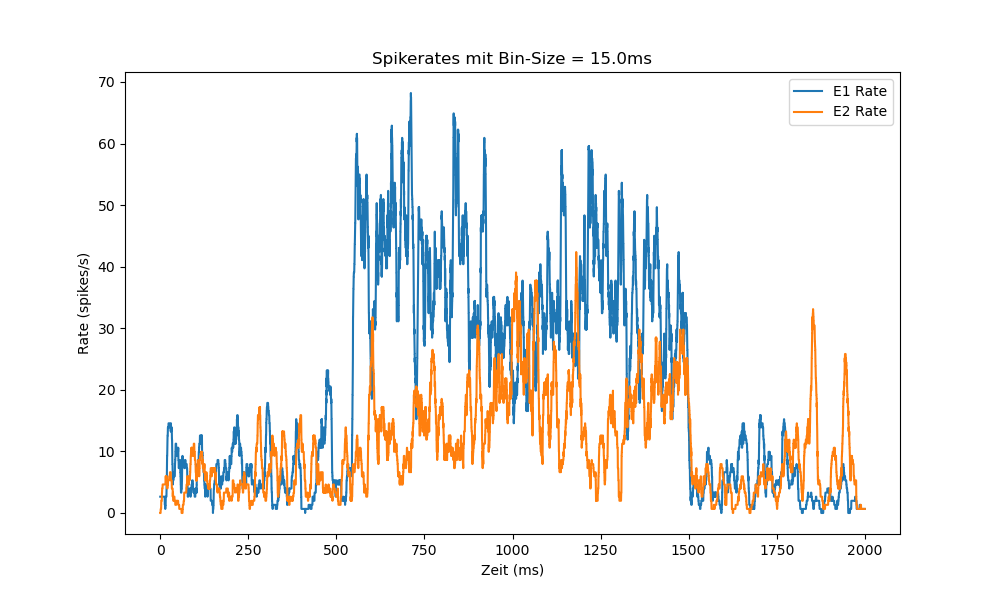 Spikerates mit Bin-Size = 15.0ms
E1 Rate
E2 Rate
Rate (spikes/s)
70
60
50
40
30
20
10
0
0 250 500 750 1000 1250 1500 1750 2000
Zeit (ms)